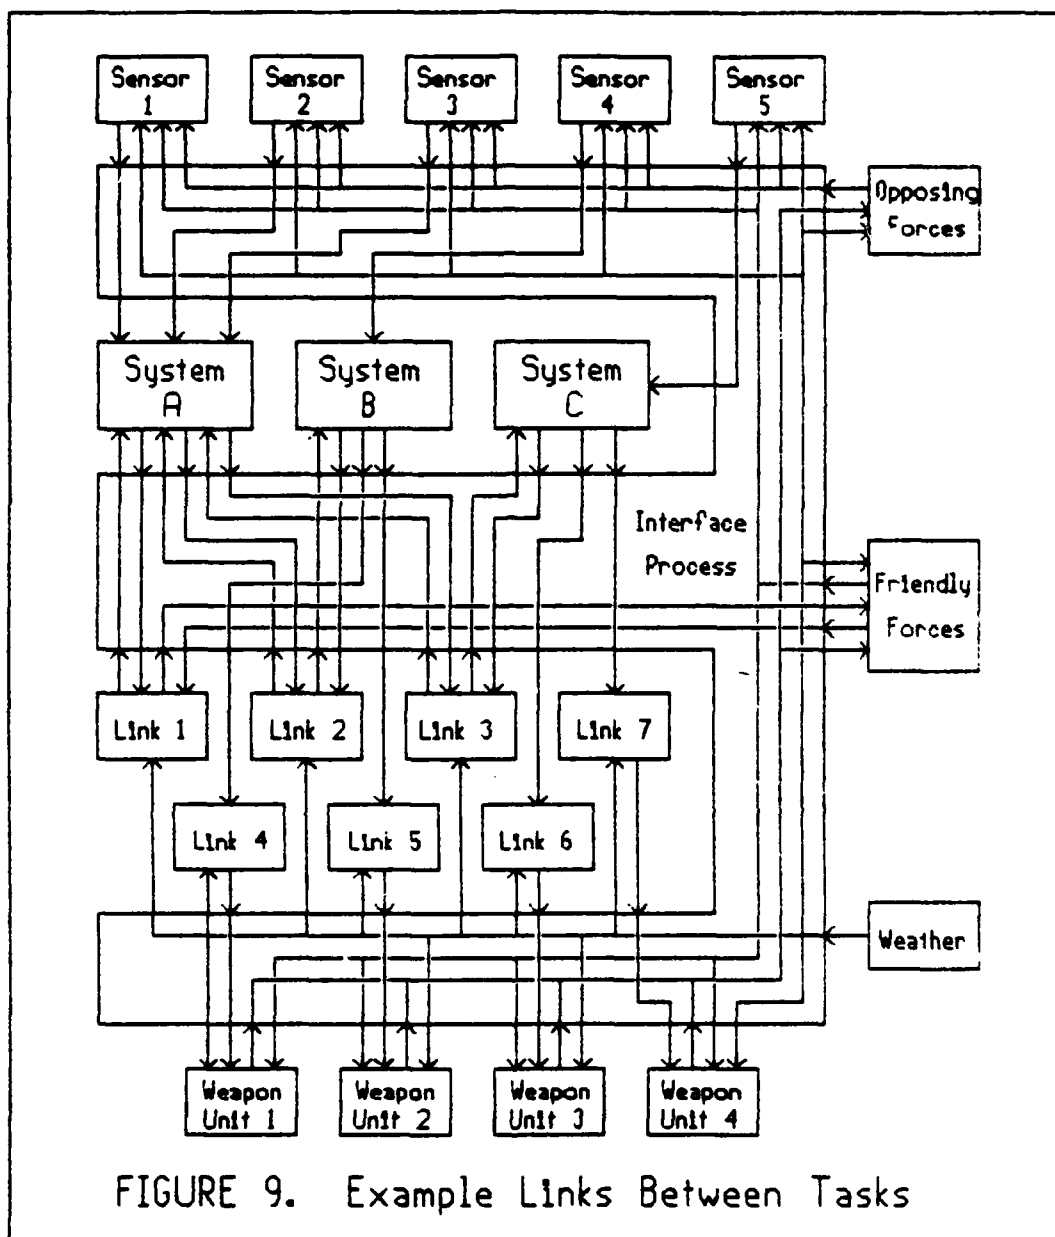 Sensor
1
Sensor
2
Sensor
3
Sensor
4
Sensor
5
Opposing
Forces
System
A
System
B
System
C
Interface
Process
Friendly
Forces
Link 1
Link 2
Link 3
Link 7
Link 4
Link 5
Link 6
Weather
Weapon
Unit 1
Weapon
Unit 2
Weapon
Unit 3
Weapon
Unit 4
FIGURE 9. Example Links Between Tasks